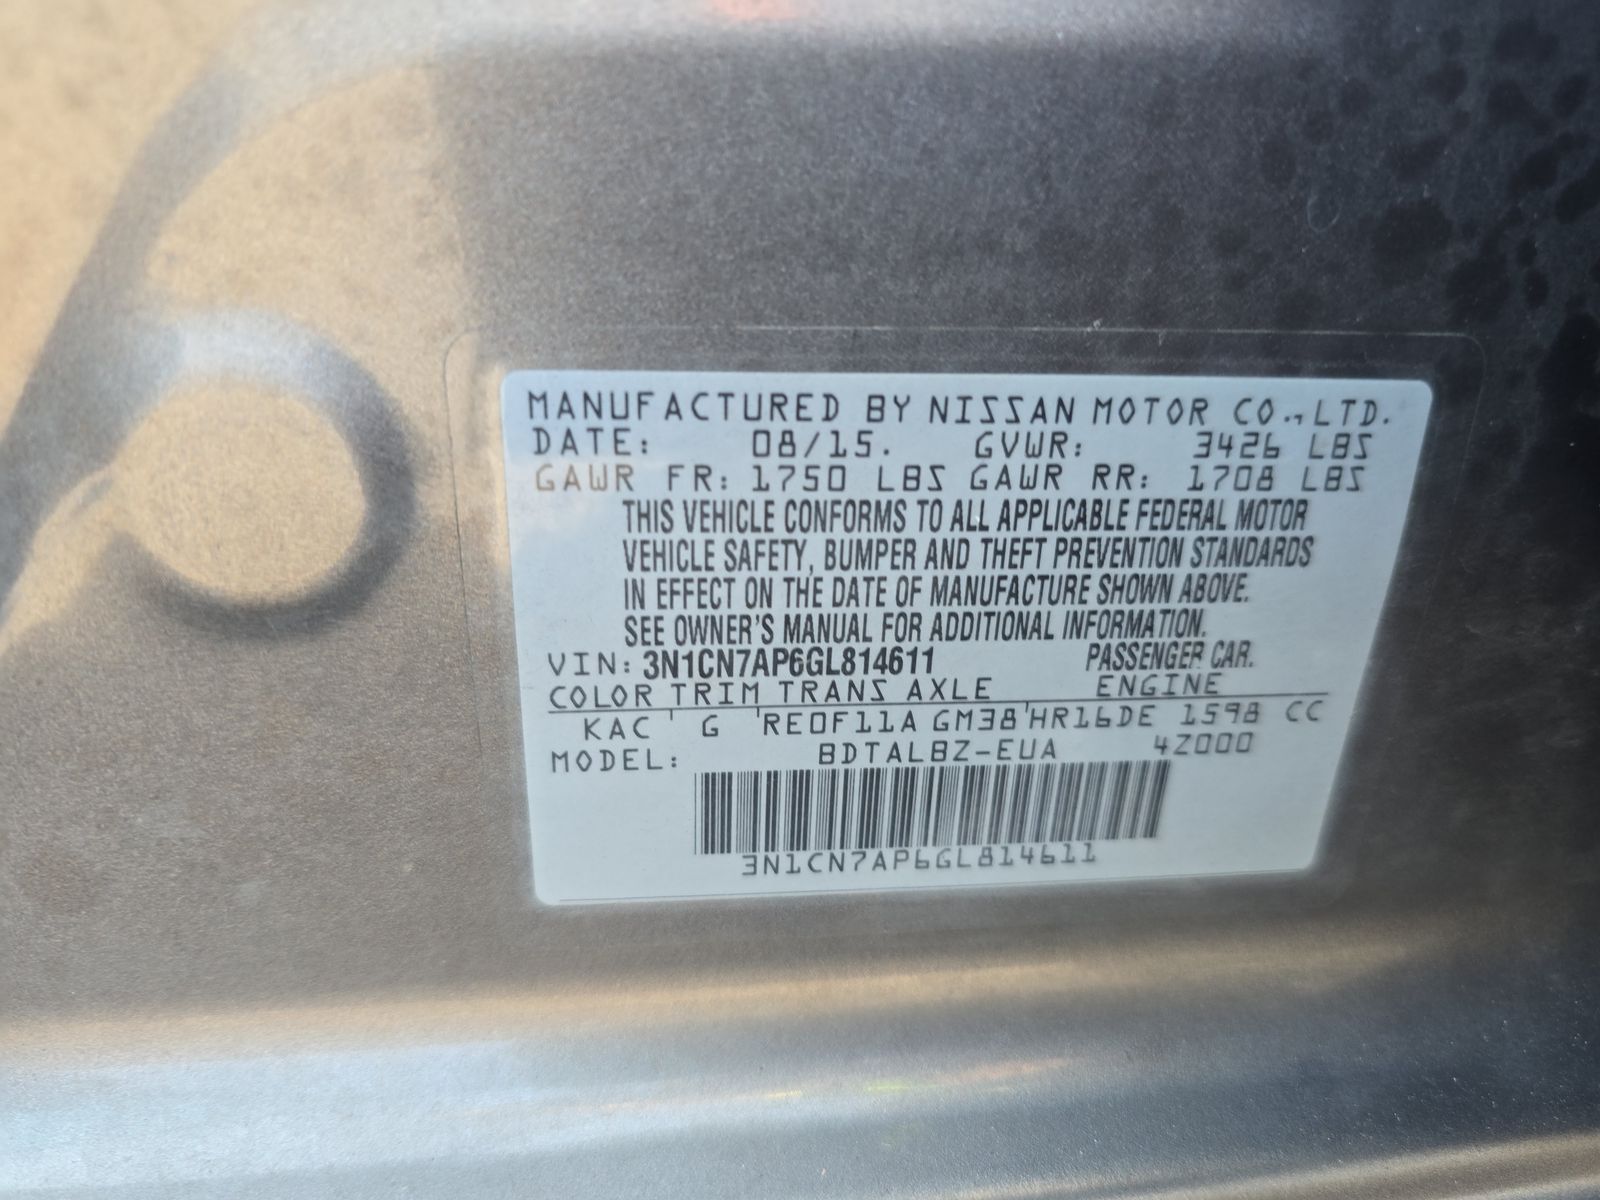 MANUFACTURED BY NISSAN MOTOR CO., LTD.
DATE: 08/15. GVWR: 3426 LBS
GAWR FR: 1750 LBS GAWR RR: 1708 LBS
THIS VEHICLE CONFORMS TO ALL APPLICABLE FEDERAL MOTOR
VEHICLE SAFETY, BUMPER AND THEFT PREVENTION STANDARDS
IN EFFECT ON THE DATE OF MANUFACTURE SHOWN ABOVE.
SEE OWNER'S MANUAL FOR ADDITIONAL INFORMATION.
VIN: 3N1CN7AP6GL814611 PASSENGER CAR.
COLOR TRIM TRANS AXLE ENGINE
KAC G RE0F11A GM38 HR16DE 1598 CC
MODEL: BDTALBZ-EUA 4Z000
3N1CN7AP6GL814611